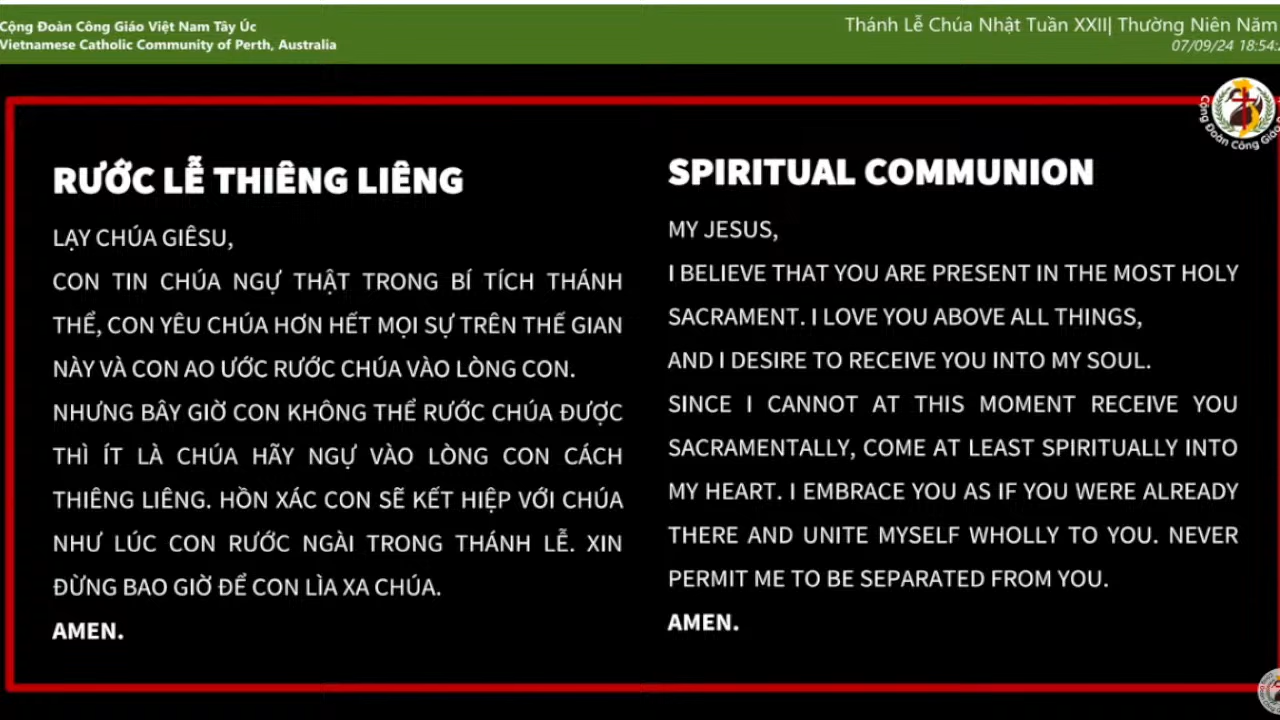 Cộng Đoàn Công Giáo Việt Nam Tây Úc
Vietnamese Catholic Community of Perth, Australia
Thánh Lễ Chúa Nhật Tuần XXII| Thường Niên Năm
07/09/24 18:54:
Cộng Đoàn Công Giáo
RƯỚC LỄ THIÊNG LIÊNG
LẠY CHÚA GIÊSU,
CON TIN CHÚA NGỰ THẬT TRONG BÍ TÍCH THÁNH
THỂ, CON YÊU CHÚA HƠN HẾT MỌI SỰ TRÊN THẾ GIAN
NÀY VÀ CON AO ƯỚC RƯỚC CHÚA VÀO LÒNG CON.
NHƯNG BÂY GIỜ CON KHÔNG THỂ RƯỚC CHÚA ĐƯỢC
THÌ ÍT LÀ CHÚA HÃY NGỰ VÀO LÒNG CON CÁCH
THIÊNG LIÊNG. HỒN XÁC CON SẼ KẾT HIỆP VỚI CHÚA
NHƯ LÚC CON RƯỚC NGÀI TRONG THÁNH LỄ. XIN
ĐỪNG BAO GIỜ ĐỂ CON LÌA XA CHÚA.
AMEN.
SPIRITUAL COMMUNION
MY JESUS,
I BELIEVE THAT YOU ARE PRESENT IN THE MOST HOLY
SACRAMENT. I LOVE YOU ABOVE ALL THINGS,
AND I DESIRE TO RECEIVE YOU INTO MY SOUL.
SINCE I CANNOT AT THIS MOMENT RECEIVE YOU
SACRAMENTALLY, COME AT LEAST SPIRITUALLY INTO
MY HEART. I EMBRACE YOU AS IF YOU WERE ALREADY
THERE AND UNITE MYSELF WHOLLY TO YOU. NEVER
PERMIT ME TO BE SEPARATED FROM YOU.
AMEN.